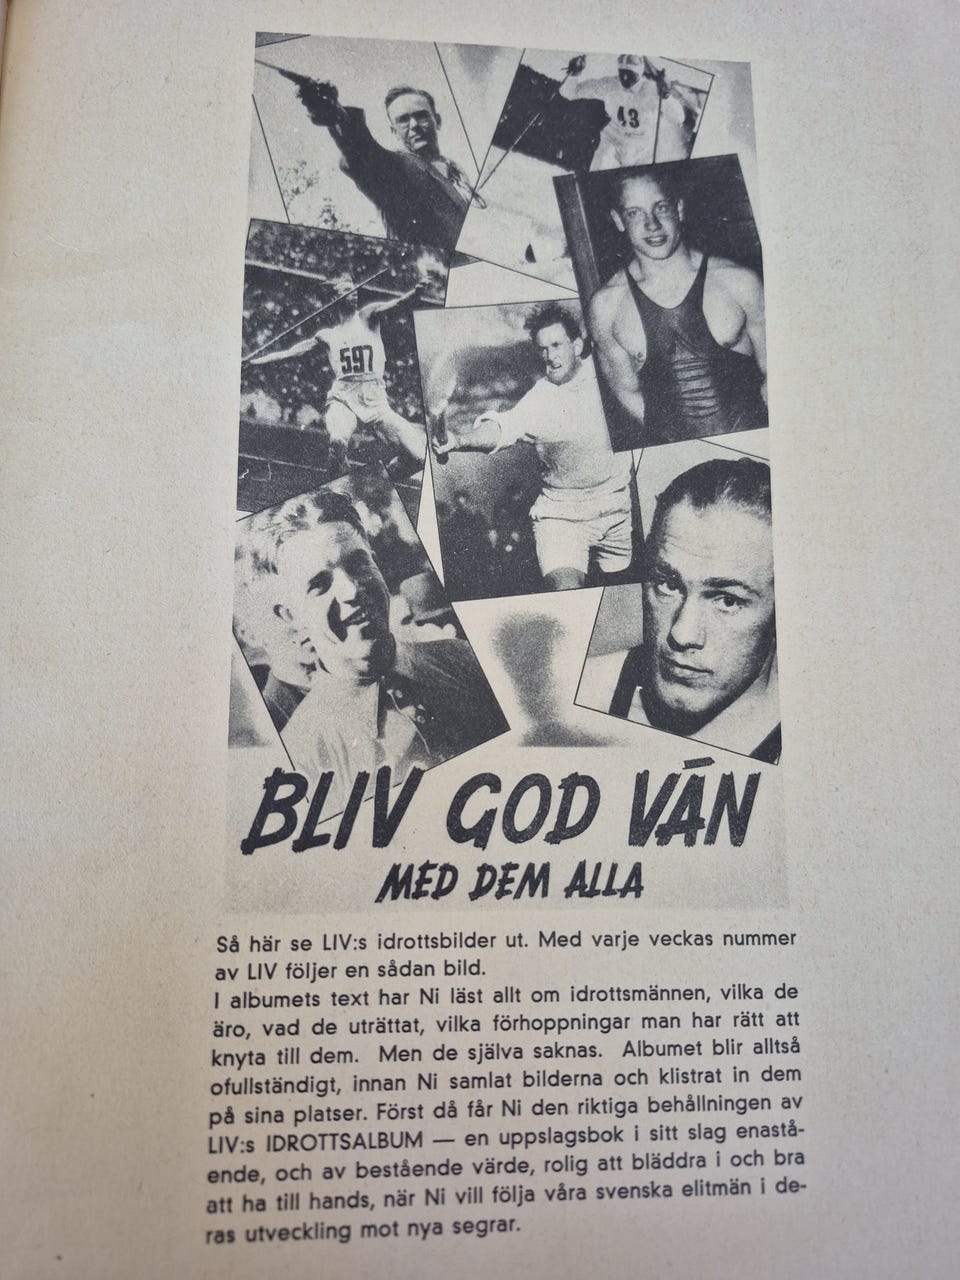 43
597
BLIV GOD VÄN
MED DEM ALLA
Så här se LIV:s idrottsbilder ut. Med varje veckas nummer
av LIV följer en sådan bild.
I albumets text har Ni läst allt om idrottsmännen, vilka de
äro, vad de uträttat, vilka förhoppningar man har rätt att
knyta till dem. Men de själva saknas. Albumet blir alltså
ofullständigt, innan Ni samlat bilderna och klistrat in dem
på sina platser. Först då får Ni den riktiga behållningen av
LIV:s IDROTTSALBUM — en uppslagsbok i sitt slag enastå-
ende, och av bestående värde, rolig att bläddra i och bra
att ha till hands, när Ni vill följa våra svenska elitmän i de-
ras utveckling mot nya segrar.